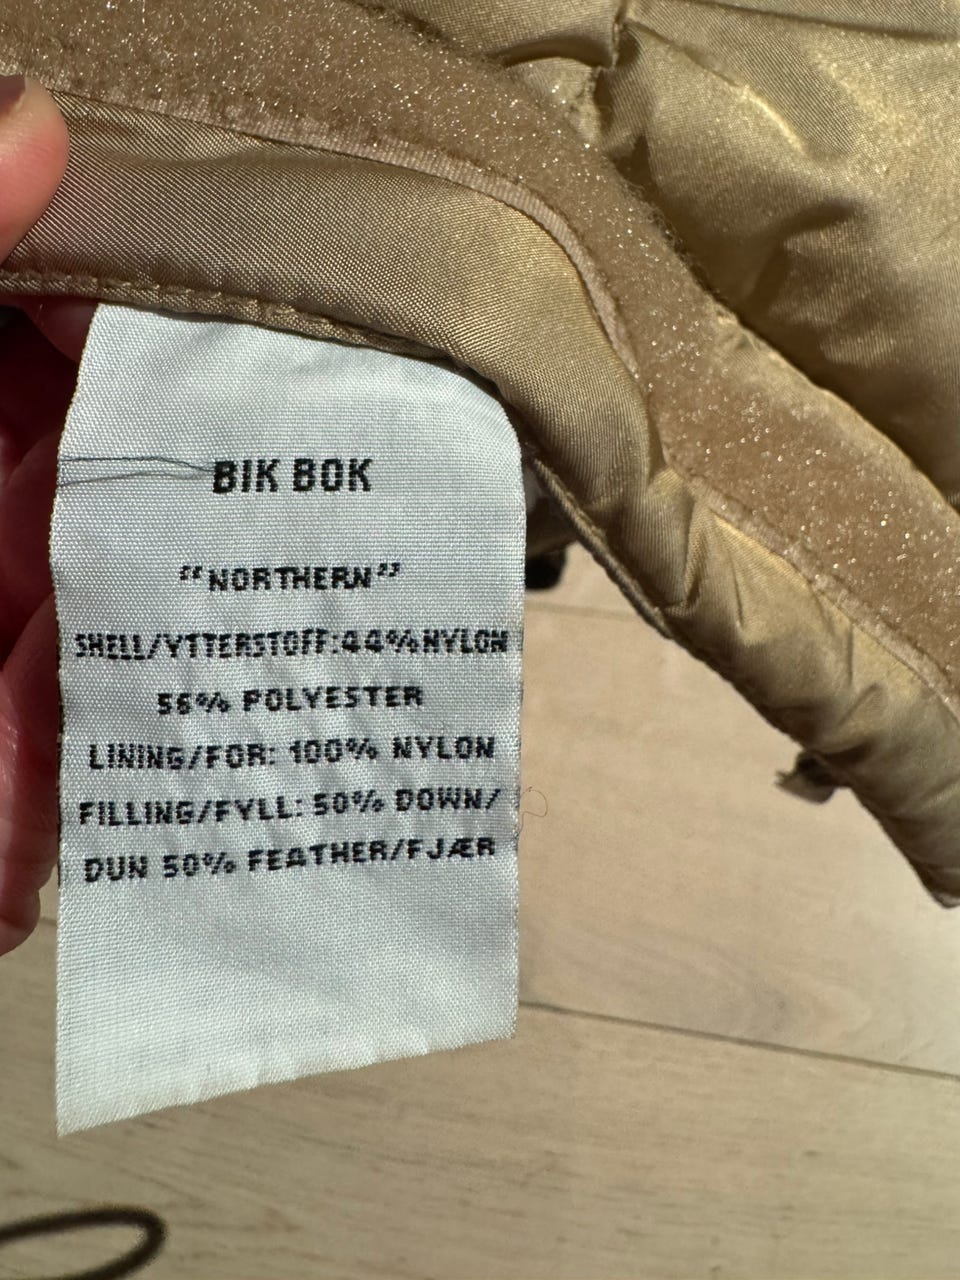 BIK BOK
"NORTHERN"
SHELL/YTTERSTOFF:44%NYLON
56% POLYESTER
LINING/FOR: 100% NYLON
FILLING/FYLL: 50% DOWN/
DUN 50% FEATHER/FJÆR